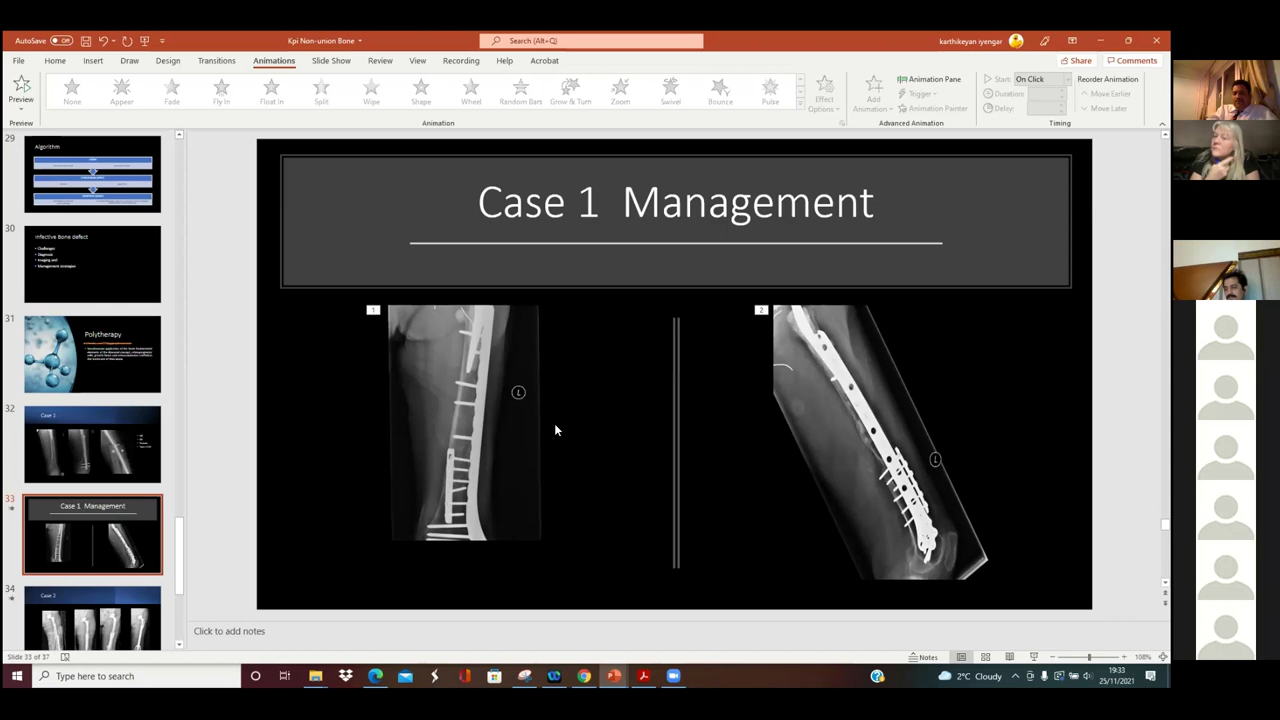 AutoSave Off
Kpi Non-union Bone
Search (Alt+Q)
karthikeyan iyengar
File Home Insert Draw Design Transitions Animations Slide Show Review View Recording Help Acrobat
Share Comments
Preview
None Appear Fade Fly In Float In Split Wipe Shape Wheel Random Bars Grow & Turn Zoom Swivel Bounce Pulse
Effect Options
Add Animation
Animation Pane
Trigger
Animation Painter
Start: On Click
Duration:
Delay:
Reorder Animation
Move Earlier
Move Later
Preview Animation Advanced Animation Timing
29
Algorithm
30
Infective Bone defect
Challenges
Diagnosis
Imaging and
Management strategies
31
Polytherapy
32
Case 1
33
Case 1 Management
34
Case 2
Case 1 Management
1
2
L
L
Click to add notes
Slide 33 of 37
Notes
108%
Type here to search
2°C Cloudy
19:33
25/11/2021